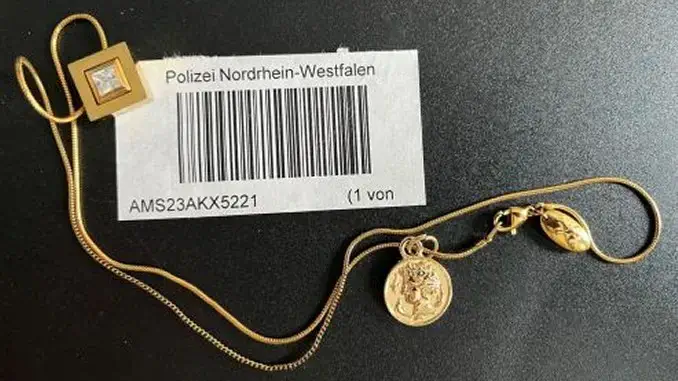 Polizei Nordrhein-Westfalen
AMS23AKX5221 (1 von